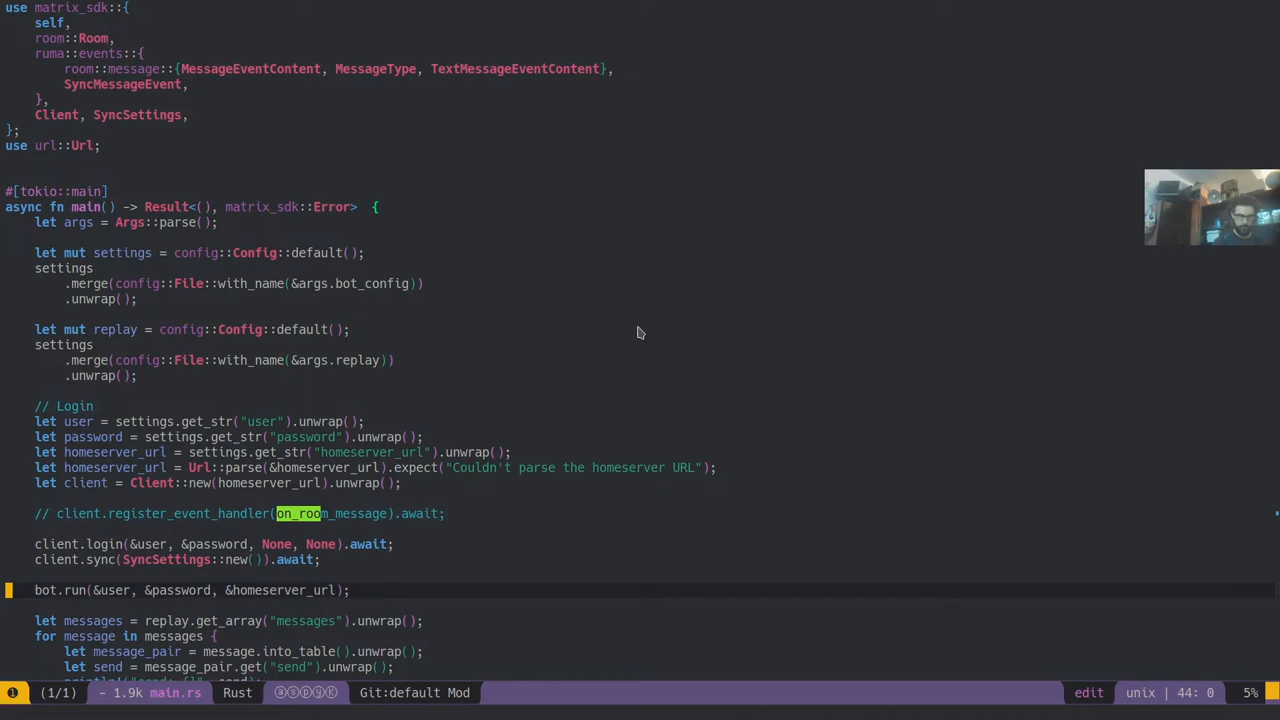 use matrix_sdk::{
    self,
    room::Room,
    ruma::events::{
        room::message::{MessageEventContent, MessageType, TextMessageEventContent},
        SyncMessageEvent,
    },
    Client, SyncSettings,
};
use url::Url;
#[tokio::main]
async fn main() -> Result<(), matrix_sdk::Error>  {
    let args = Args::parse();
    let mut settings = config::Config::default();
    settings
        .merge(config::File::with_name(&args.bot_config))
        .unwrap();
    let mut replay = config::Config::default();
    settings
        .merge(config::File::with_name(&args.replay))
        .unwrap();
    // Login
    let user = settings.get_str("user").unwrap();
    let password = settings.get_str("password").unwrap();
    let homeserver_url = settings.get_str("homeserver_url").unwrap();
    let homeserver_url = Url::parse(&homeserver_url).expect("Couldn't parse the homeserver URL");
    let client = Client::new(homeserver_url).unwrap();
    // client.register_event_handler(on_room_message).await;
    client.login(&user, &password, None, None).await;
    client.sync(SyncSettings::new()).await;
    bot.run(&user, &password, &homeserver_url);
    let messages = replay.get_array("messages").unwrap();
    for message in messages {
        let message_pair = message.into_table().unwrap();
        let send = message_pair.get("send").unwrap();
❶ (1/1) - 1.9k main.rs Rust ⓐⓢⓟⓨⓚ Git:default Mod edit unix | 44: 0 5%